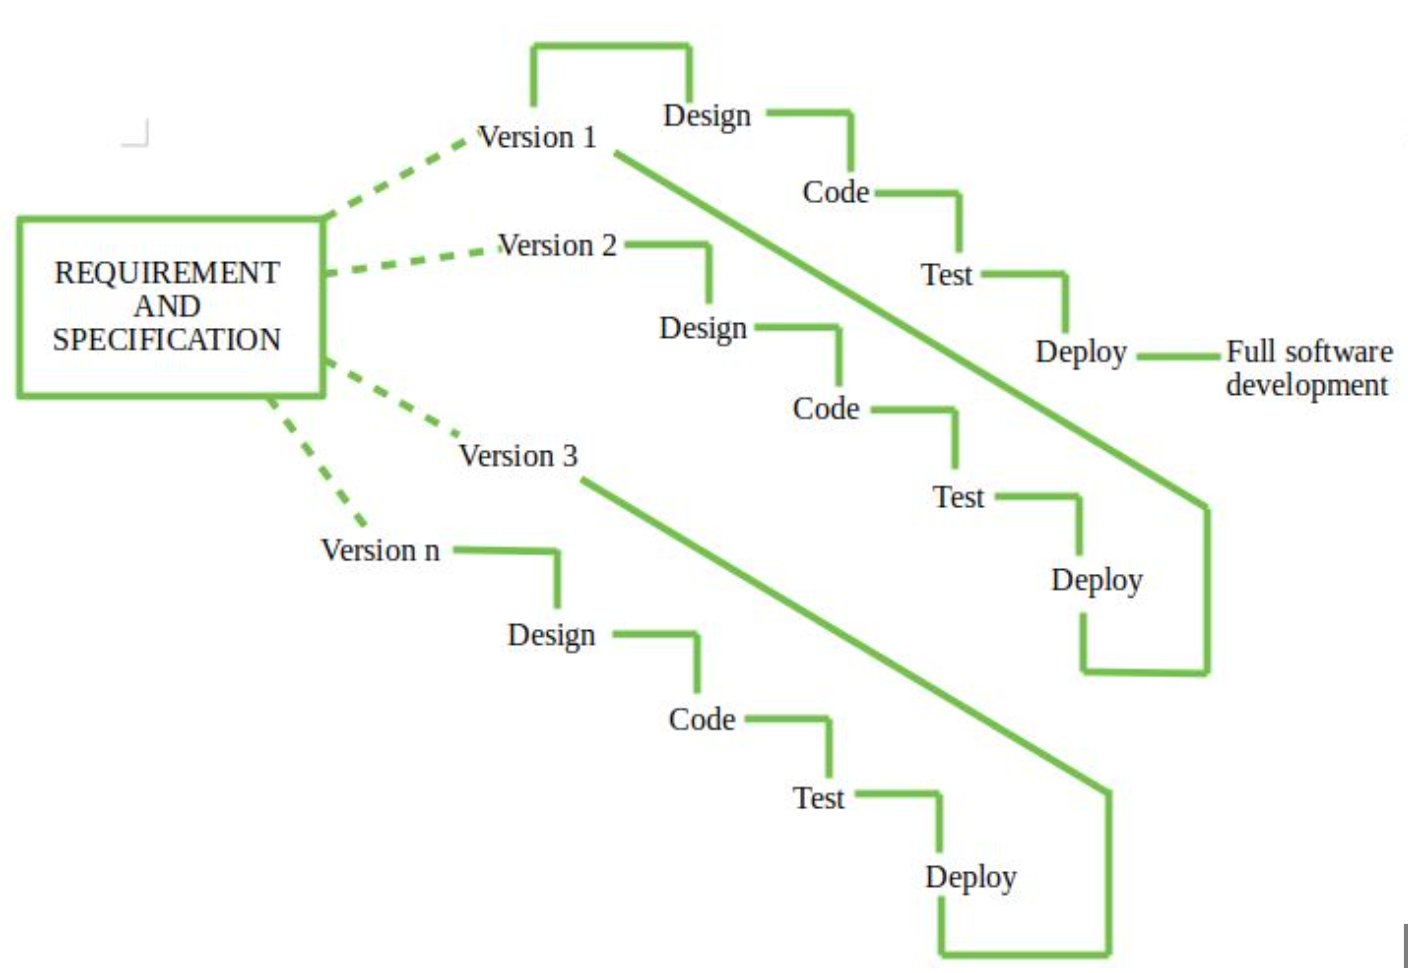 REQUIREMENT
AND
SPECIFICATION
Version 1
Design
Code
Test
Deploy
Full software
development
Version 2
Design
Code
Test
Deploy
Version 3
Version n
Design
Code
Test
Deploy